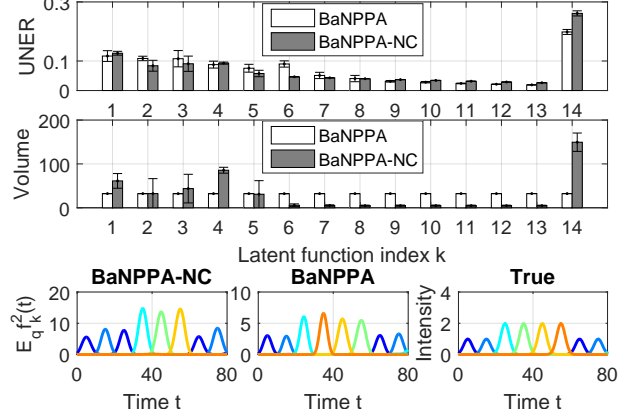 0.3
UNER
0.1
0
BaNPPA
BaNPPA-NC
1 2 3 4 5 6 7 8 9 10 11 12 13 14
200
Volume
100
0
BaNPPA
BaNPPA-NC
1 2 3 4 5 6 7 8 9 10 11 12 13 14
Latent function index k
BaNPPA-NC BaNPPA True
20
10
0
E_q f_k^2(t)
0 40 80
Time t
10
5
0
0 40 80
Time t
4
2
0
Intensity
0 40 80
Time t